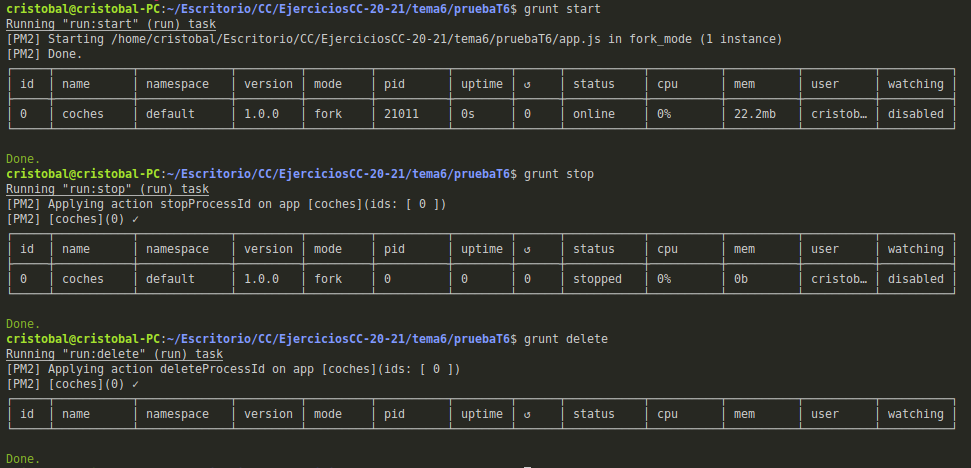 cristobal@cristobal-PC:~/Escritorio/CC/EjerciciosCC-20-21/tema6/pruebaT6$ grunt start
Running "run:start" (run) task
[PM2] Starting /home/cristobal/Escritorio/CC/EjerciciosCC-20-21/tema6/pruebaT6/app.js in fork_mode (1 instance)
[PM2] Done.
id name namespace version mode pid uptime ↺ status cpu mem user watching
0 coches default 1.0.0 fork 21011 0s 0 online 0% 22.2mb cristob… disabled
Done.
cristobal@cristobal-PC:~/Escritorio/CC/EjerciciosCC-20-21/tema6/pruebaT6$ grunt stop
Running "run:stop" (run) task
[PM2] Applying action stopProcessId on app [coches](ids: [ 0 ])
[PM2] [coches](0) ✓
id name namespace version mode pid uptime ↺ status cpu mem user watching
0 coches default 1.0.0 fork 0 0 0 stopped 0% 0b cristob… disabled
Done.
cristobal@cristobal-PC:~/Escritorio/CC/EjerciciosCC-20-21/tema6/pruebaT6$ grunt delete
Running "run:delete" (run) task
[PM2] Applying action deleteProcessId on app [coches](ids: [ 0 ])
[PM2] [coches](0) ✓
id name namespace version mode pid uptime ↺ status cpu mem user watching
Done.